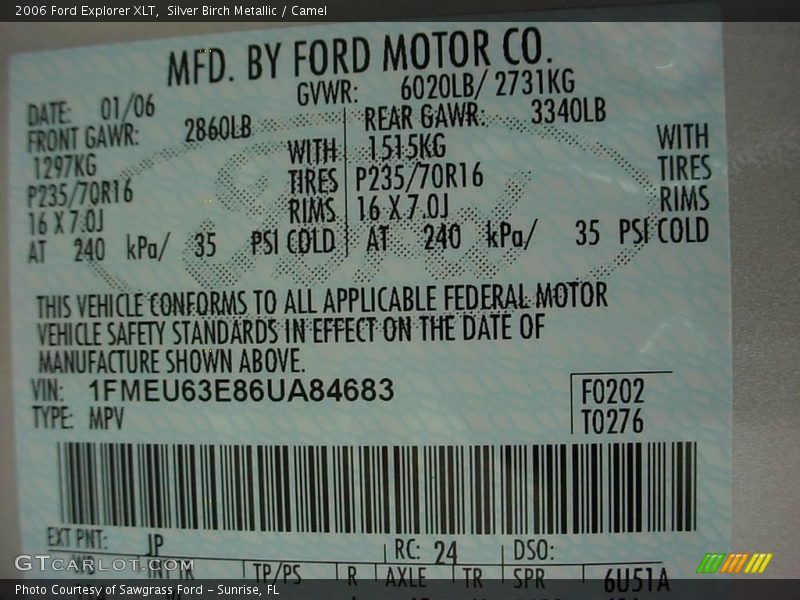 2006 Ford Explorer XLT, Silver Birch Metallic / Camel
MFD. BY FORD MOTOR CO.
DATE: 01/06 GVWR: 6020LB/ 2731KG
FRONT GAWR: 2860LB REAR GAWR: 3340LB
1297KG WITH 1515KG WITH
P235/70R16 TIRES P235/70R16 TIRES
16 X 7.0J RIMS 16 X 7.0J RIMS
AT 240 kPa/ 35 PSI COLD AT 240 kPa/ 35 PSI COLD
THIS VEHICLE CONFORMS TO ALL APPLICABLE FEDERAL MOTOR
VEHICLE SAFETY STANDARDS IN EFFECT ON THE DATE OF
MANUFACTURE SHOWN ABOVE.
VIN: 1FMEU63E86UA84683 F0202
TYPE: MPV T0276
EXT PNT: JP RC: 24 DSO:
WB INT TR TP/PS R AXLE TR SPR 6U51A
GTCARLOT.COM
Photo Courtesy of Sawgrass Ford - Sunrise, FL